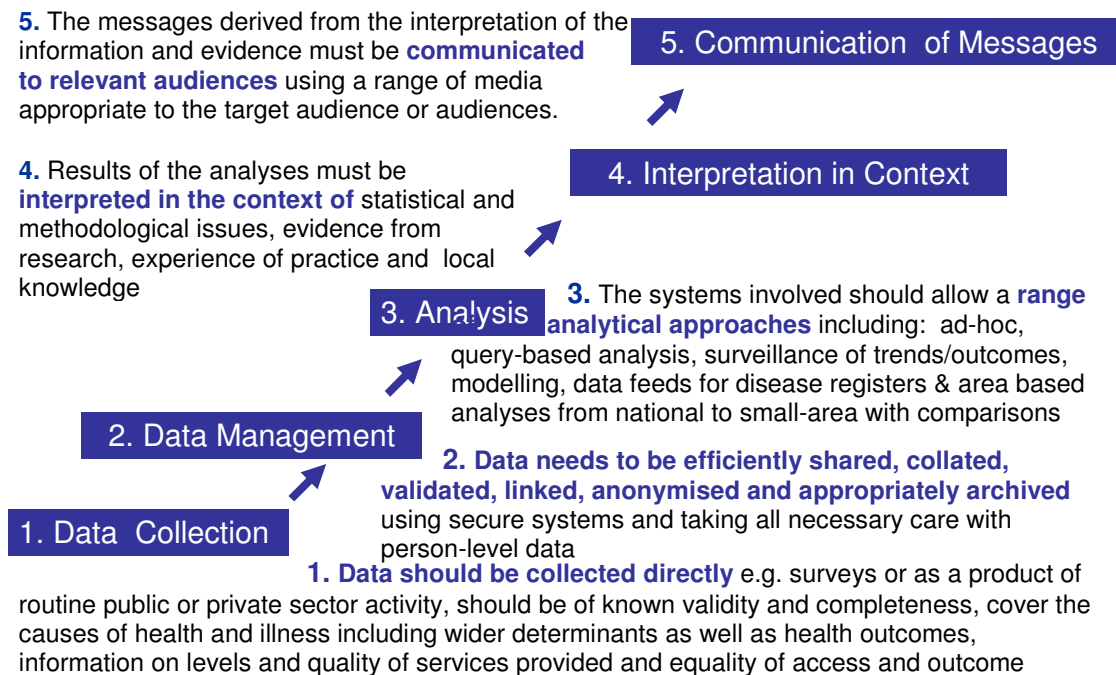 5. The messages derived from the interpretation of the
information and evidence must be communicated
to relevant audiences using a range of media
appropriate to the target audience or audiences.
5. Communication of Messages
4. Results of the analyses must be
interpreted in the context of statistical and
methodological issues, evidence from
research, experience of practice and local
knowledge
4. Interpretation in Context
3. Analysis
3. The systems involved should allow a range
analytical approaches including: ad-hoc,
query-based analysis, surveillance of trends/outcomes,
modelling, data feeds for disease registers & area based
analyses from national to small-area with comparisons
2. Data Management
2. Data needs to be efficiently shared, collated,
validated, linked, anonymised and appropriately archived
using secure systems and taking all necessary care with
person-level data
1. Data Collection
1. Data should be collected directly e.g. surveys or as a product of
routine public or private sector activity, should be of known validity and completeness, cover the
causes of health and illness including wider determinants as well as health outcomes,
information on levels and quality of services provided and equality of access and outcome